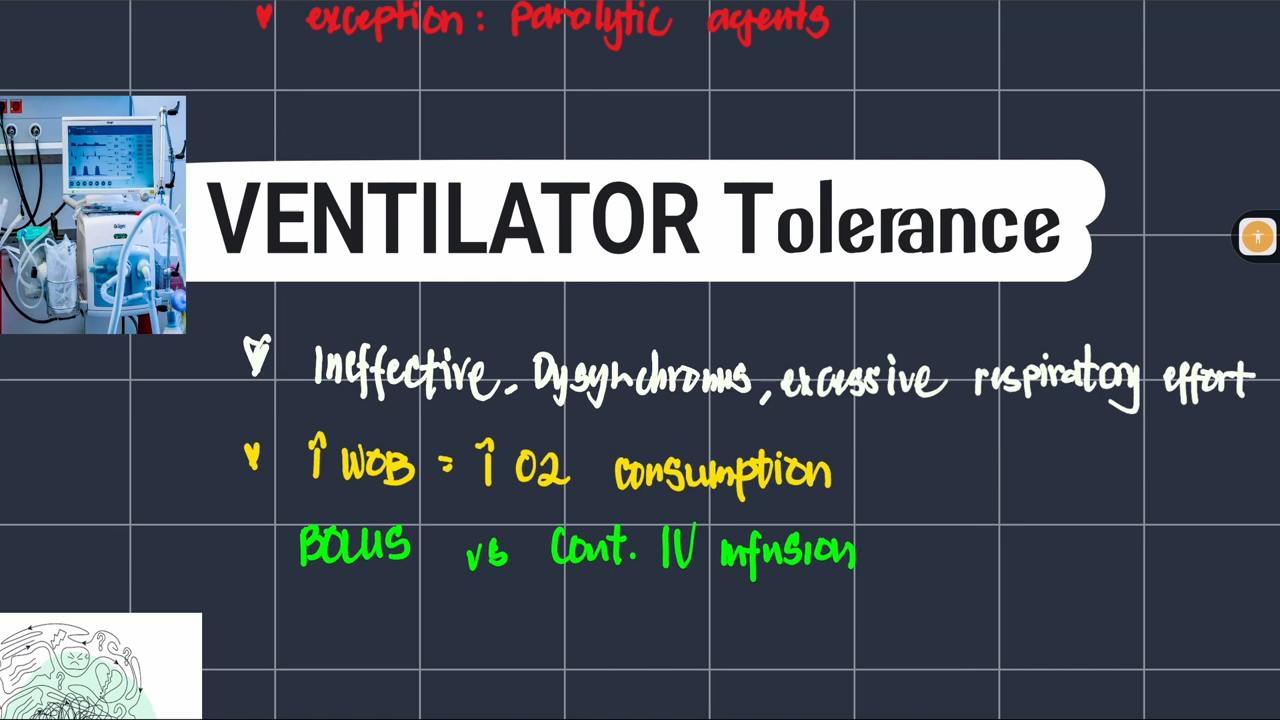 exception: Paralytic agents
VENTILATOR Tolerance
Ineffective, Dysynchronus, excessive respiratory effort
↑ WOB = ↑ O2 consumption
BOLUS vs Cont. IV infusion